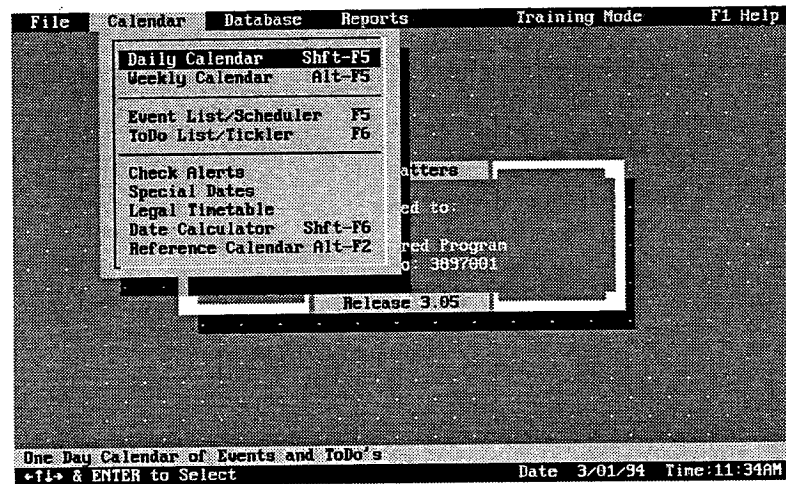 File Calendar Database Reports Training Mode F1 Help
Daily Calendar Shft-F5
Weekly Calendar Alt-F5
Event List/Scheduler F5
ToDo List/Tickler F6
Check Alerts
atters
Special Dates
Legal Timetable
ed to:
Date Calculator Shft-F6
Reference Calendar Alt-F2
red Program
o: 3897001
Release 3.05
One Day Calendar of Events and ToDo's
←↑↓→ & ENTER to Select Date 3/01/94 Time:11:34AM